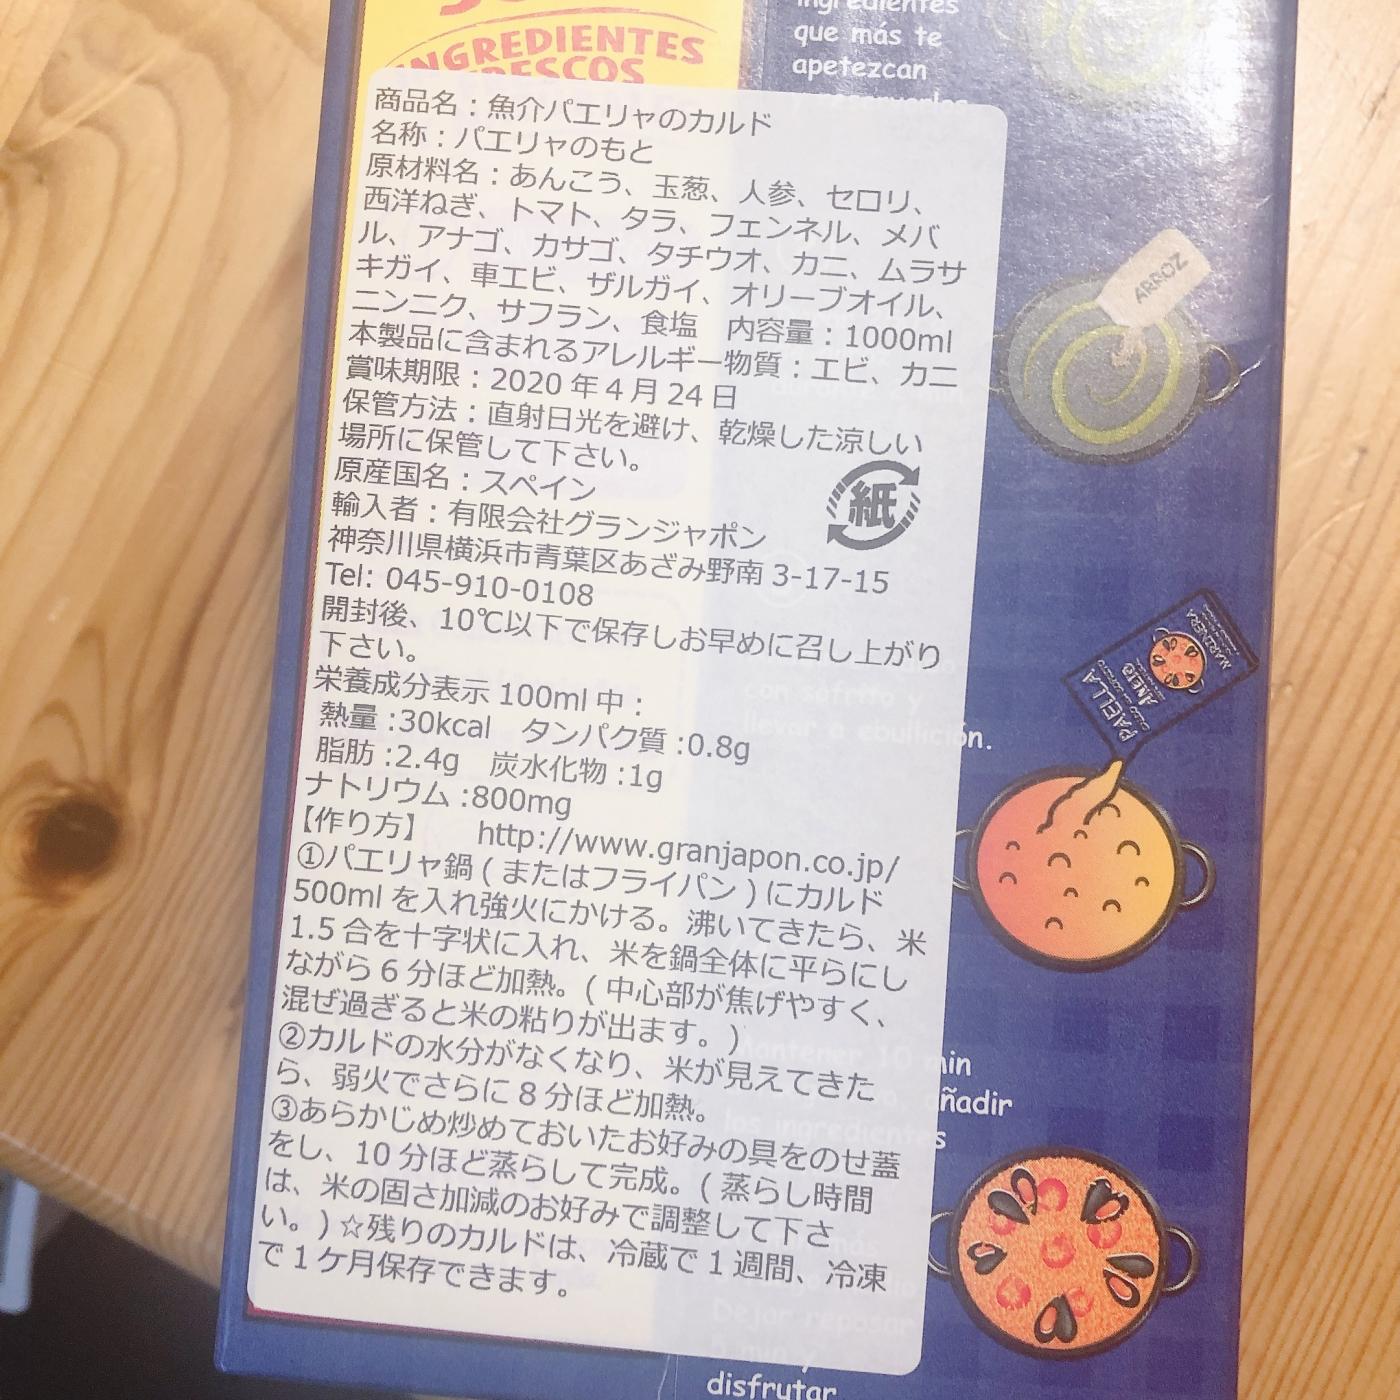 INGREDIENTES
FRESCOS
ingredientes
que más te
apetezcan
商品名：魚介パエリャのカルド
名称：パエリャのもと
原材料名：あんこう、玉葱、人参、セロリ、
西洋ねぎ、トマト、タラ、フェンネル、メバ
ル、アナゴ、カサゴ、タチウオ、カニ、ムラサ
キガイ、車エビ、ザルガイ、オリーブオイル、
ニンニク、サフラン、食塩　内容量：1000ml
本製品に含まれるアレルギー物質：エビ、カニ
賞味期限：2020 年 4 月 24 日
保管方法：直射日光を避け、乾燥した涼しい
場所に保管して下さい。
原産国名：スペイン
紙
輸入者：有限会社グランジャポン
神奈川県横浜市青葉区あざみ野南 3-17-15
Tel: 045-910-0108
開封後、10℃以下で保存しお早めに召し上がり
下さい。
栄養成分表示 100ml 中：
熱量 :30kcal　タンパク質 :0.8g
脂肪 :2.4g　炭水化物 :1g
ナトリウム :800mg
【作り方】　http://www.granjapon.co.jp/
①パエリャ鍋 ( またはフライパン ) にカルド
500ml を入れ強火にかける。沸いてきたら、米
1.5 合を十字状に入れ、米を鍋全体に平らにし
ながら 6 分ほど加熱。( 中心部が焦げやすく、
混ぜ過ぎると米の粘りが出ます。)
②カルドの水分がなくなり、米が見えてきた
ら、弱火でさらに 8 分ほど加熱。
③あらかじめ炒めておいたお好みの具をのせ蓋
をし、10 分ほど蒸らして完成。( 蒸らし時間
は、米の固さ加減のお好みで調整して下さ
い。) ☆残りのカルドは、冷蔵で 1 週間、冷凍
で 1 ケ月保存できます。
ARROZ
PAELLA
ANETO
MARINERA
con sofrito y
llevar a ebullición.
Mantener 10 min
añadir
los ingredientes
Dejar reposar
5 min y
disfrutar